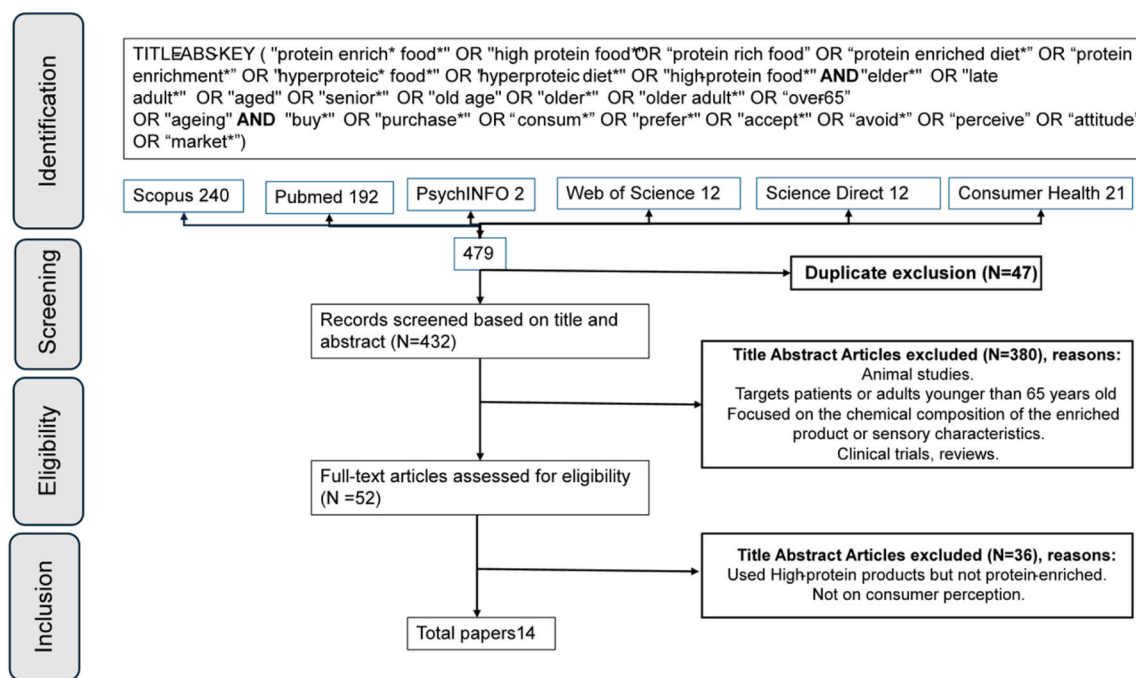 Identification
TITLE-ABS-KEY ( "protein enrich* food*" OR "high protein food*" OR "protein rich food" OR "protein enriched diet*" OR "protein
enrichment*" OR "hyperproteic* food*" OR "hyperproteic diet*" OR "high-protein food*" AND "elder*" OR "late
adult*" OR "aged" OR "senior*" OR "old age" OR "older*" OR "older adult*" OR "over-65"
OR "ageing" AND "buy*" OR "purchase*" OR "consum*" OR "prefer*" OR "accept*" OR "avoid*" OR "perceive" OR "attitude"
OR "market*")
Scopus 240
Pubmed 192
PsychINFO 2
Web of Science 12
Science Direct 12
Consumer Health 21
Screening
479
Duplicate exclusion (N=47)
Records screened based on title and
abstract (N=432)
Title Abstract Articles excluded (N=380), reasons:
Animal studies.
Targets patients or adults younger than 65 years old
Focused on the chemical composition of the enriched
product or sensory characteristics.
Clinical trials, reviews.
Eligibility
Full-text articles assessed for eligibility
(N =52)
Inclusion
Title Abstract Articles excluded (N=36), reasons:
Used High-protein products but not protein-enriched.
Not on consumer perception.
Total papers14